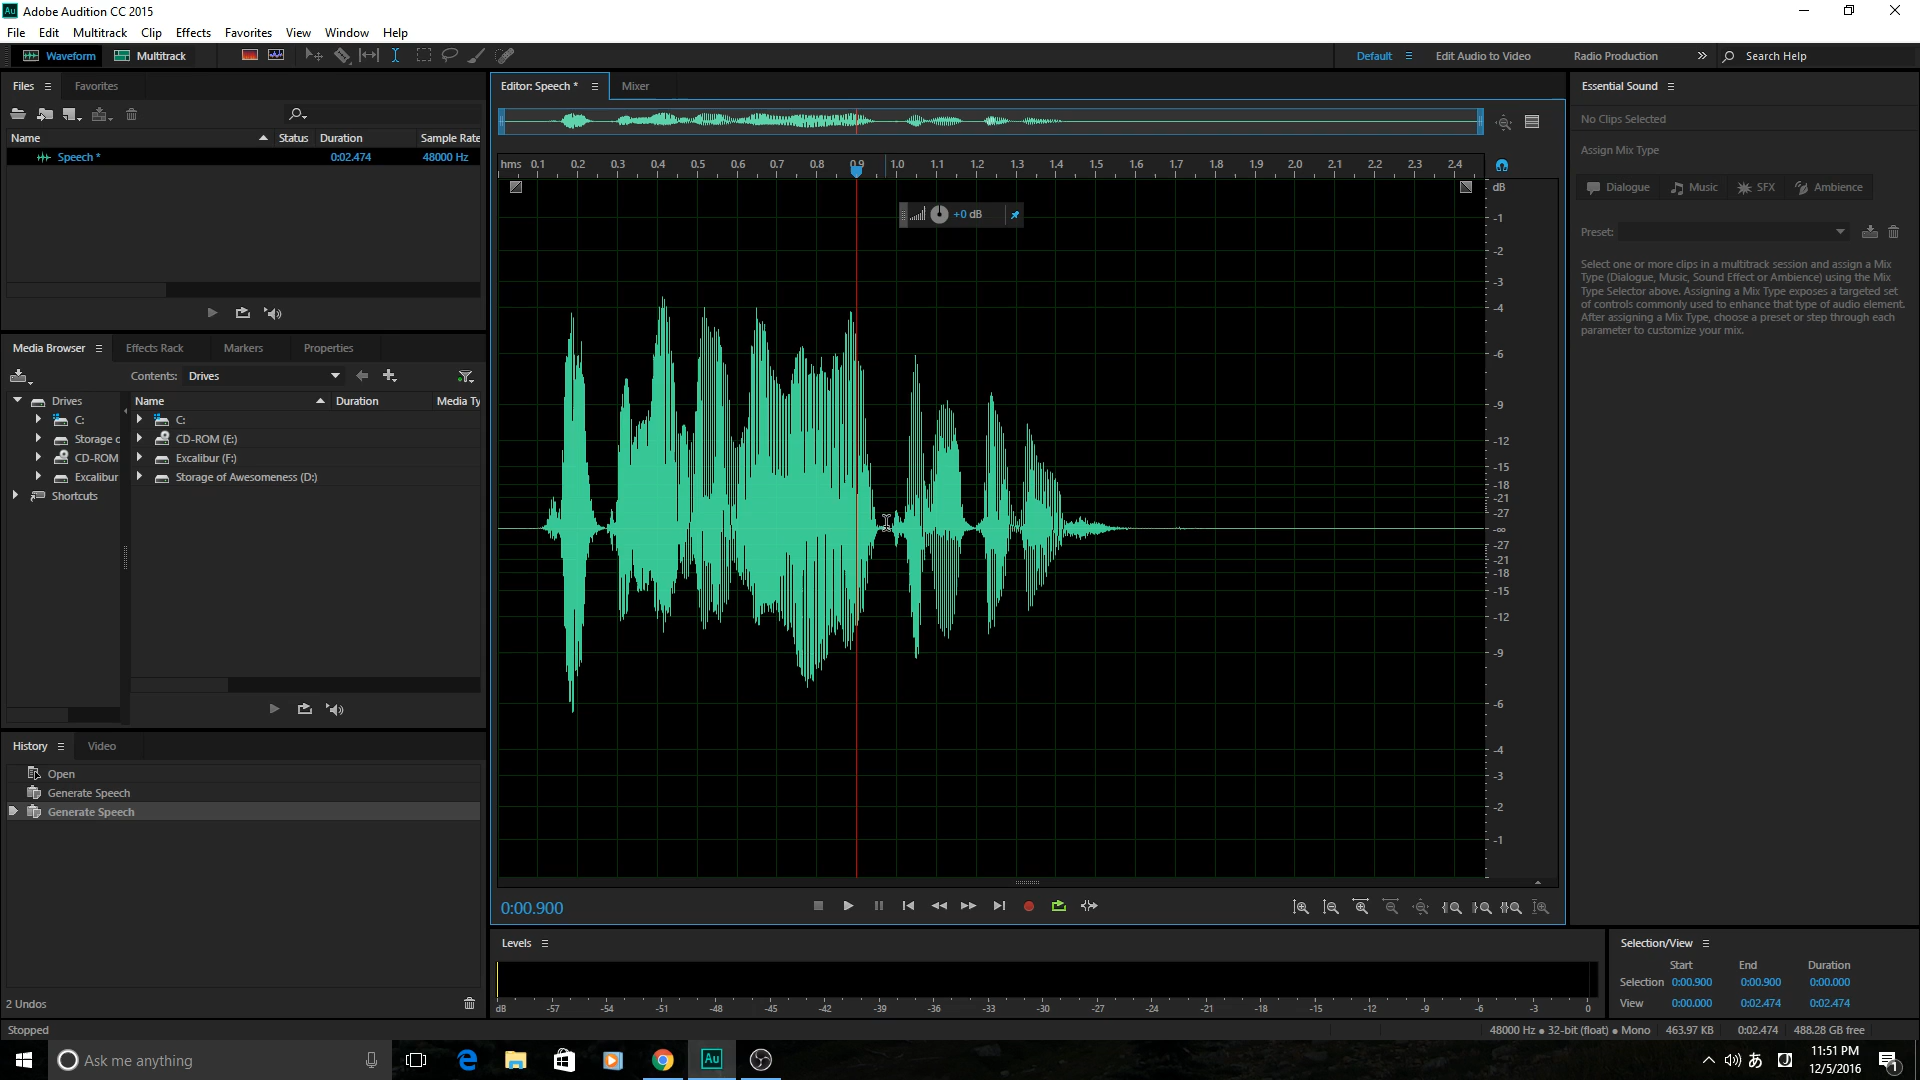 Adobe Audition CC 2015
File Edit Multitrack Clip Effects Favorites View Window Help
Waveform Multitrack
Default Edit Audio to Video Radio Production Search Help
Files Favorites
Name Status Duration Sample Rate
Speech * 0:02.474 48000 Hz
Media Browser Effects Rack Markers Properties
Contents: Drives
Drives
C:
Storage o
CD-ROM
Excalibur
Shortcuts
Name Duration Media Ty
C:
CD-ROM (E:)
Excalibur (F:)
Storage of Awesomeness (D:)
History Video
Open
Generate Speech
Generate Speech
2 Undos
Stopped
Editor: Speech * Mixer
hms 0.1 0.2 0.3 0.4 0.5 0.6 0.7 0.8 0.9 1.0 1.1 1.2 1.3 1.4 1.5 1.6 1.7 1.8 1.9 2.0 2.1 2.2 2.3 2.4
+0 dB
dB
-1
-2
-3
-4
-6
-9
-12
-15
-18
-21
-27
-∞
-27
-21
-18
-15
-12
-9
-6
-4
-3
-2
-1
0:00.900
Levels
dB -57 -54 -51 -48 -45 -42 -39 -36 -33 -30 -27 -24 -21 -18 -15 -12 -9 -6 -3 0
Essential Sound
No Clips Selected
Assign Mix Type
Dialogue Music SFX Ambience
Preset:
Select one or more clips in a multitrack session and assign a Mix
Type (Dialogue, Music, Sound Effect or Ambience) using the Mix
Type Selector above. Assigning a Mix Type exposes a targeted set
of controls commonly used to enhance that type of audio element.
After assigning a Mix Type, choose a preset or step through each
parameter to customize your mix.
Selection/View
Start End Duration
Selection 0:00.900 0:00.900 0:00.000
View 0:00.000 0:02.474 0:02.474
48000 Hz ● 32-bit (float) ● Mono 463.97 KB 0:02.474 488.28 GB free
Ask me anything
Au
あ
11:51 PM
12/5/2016
1